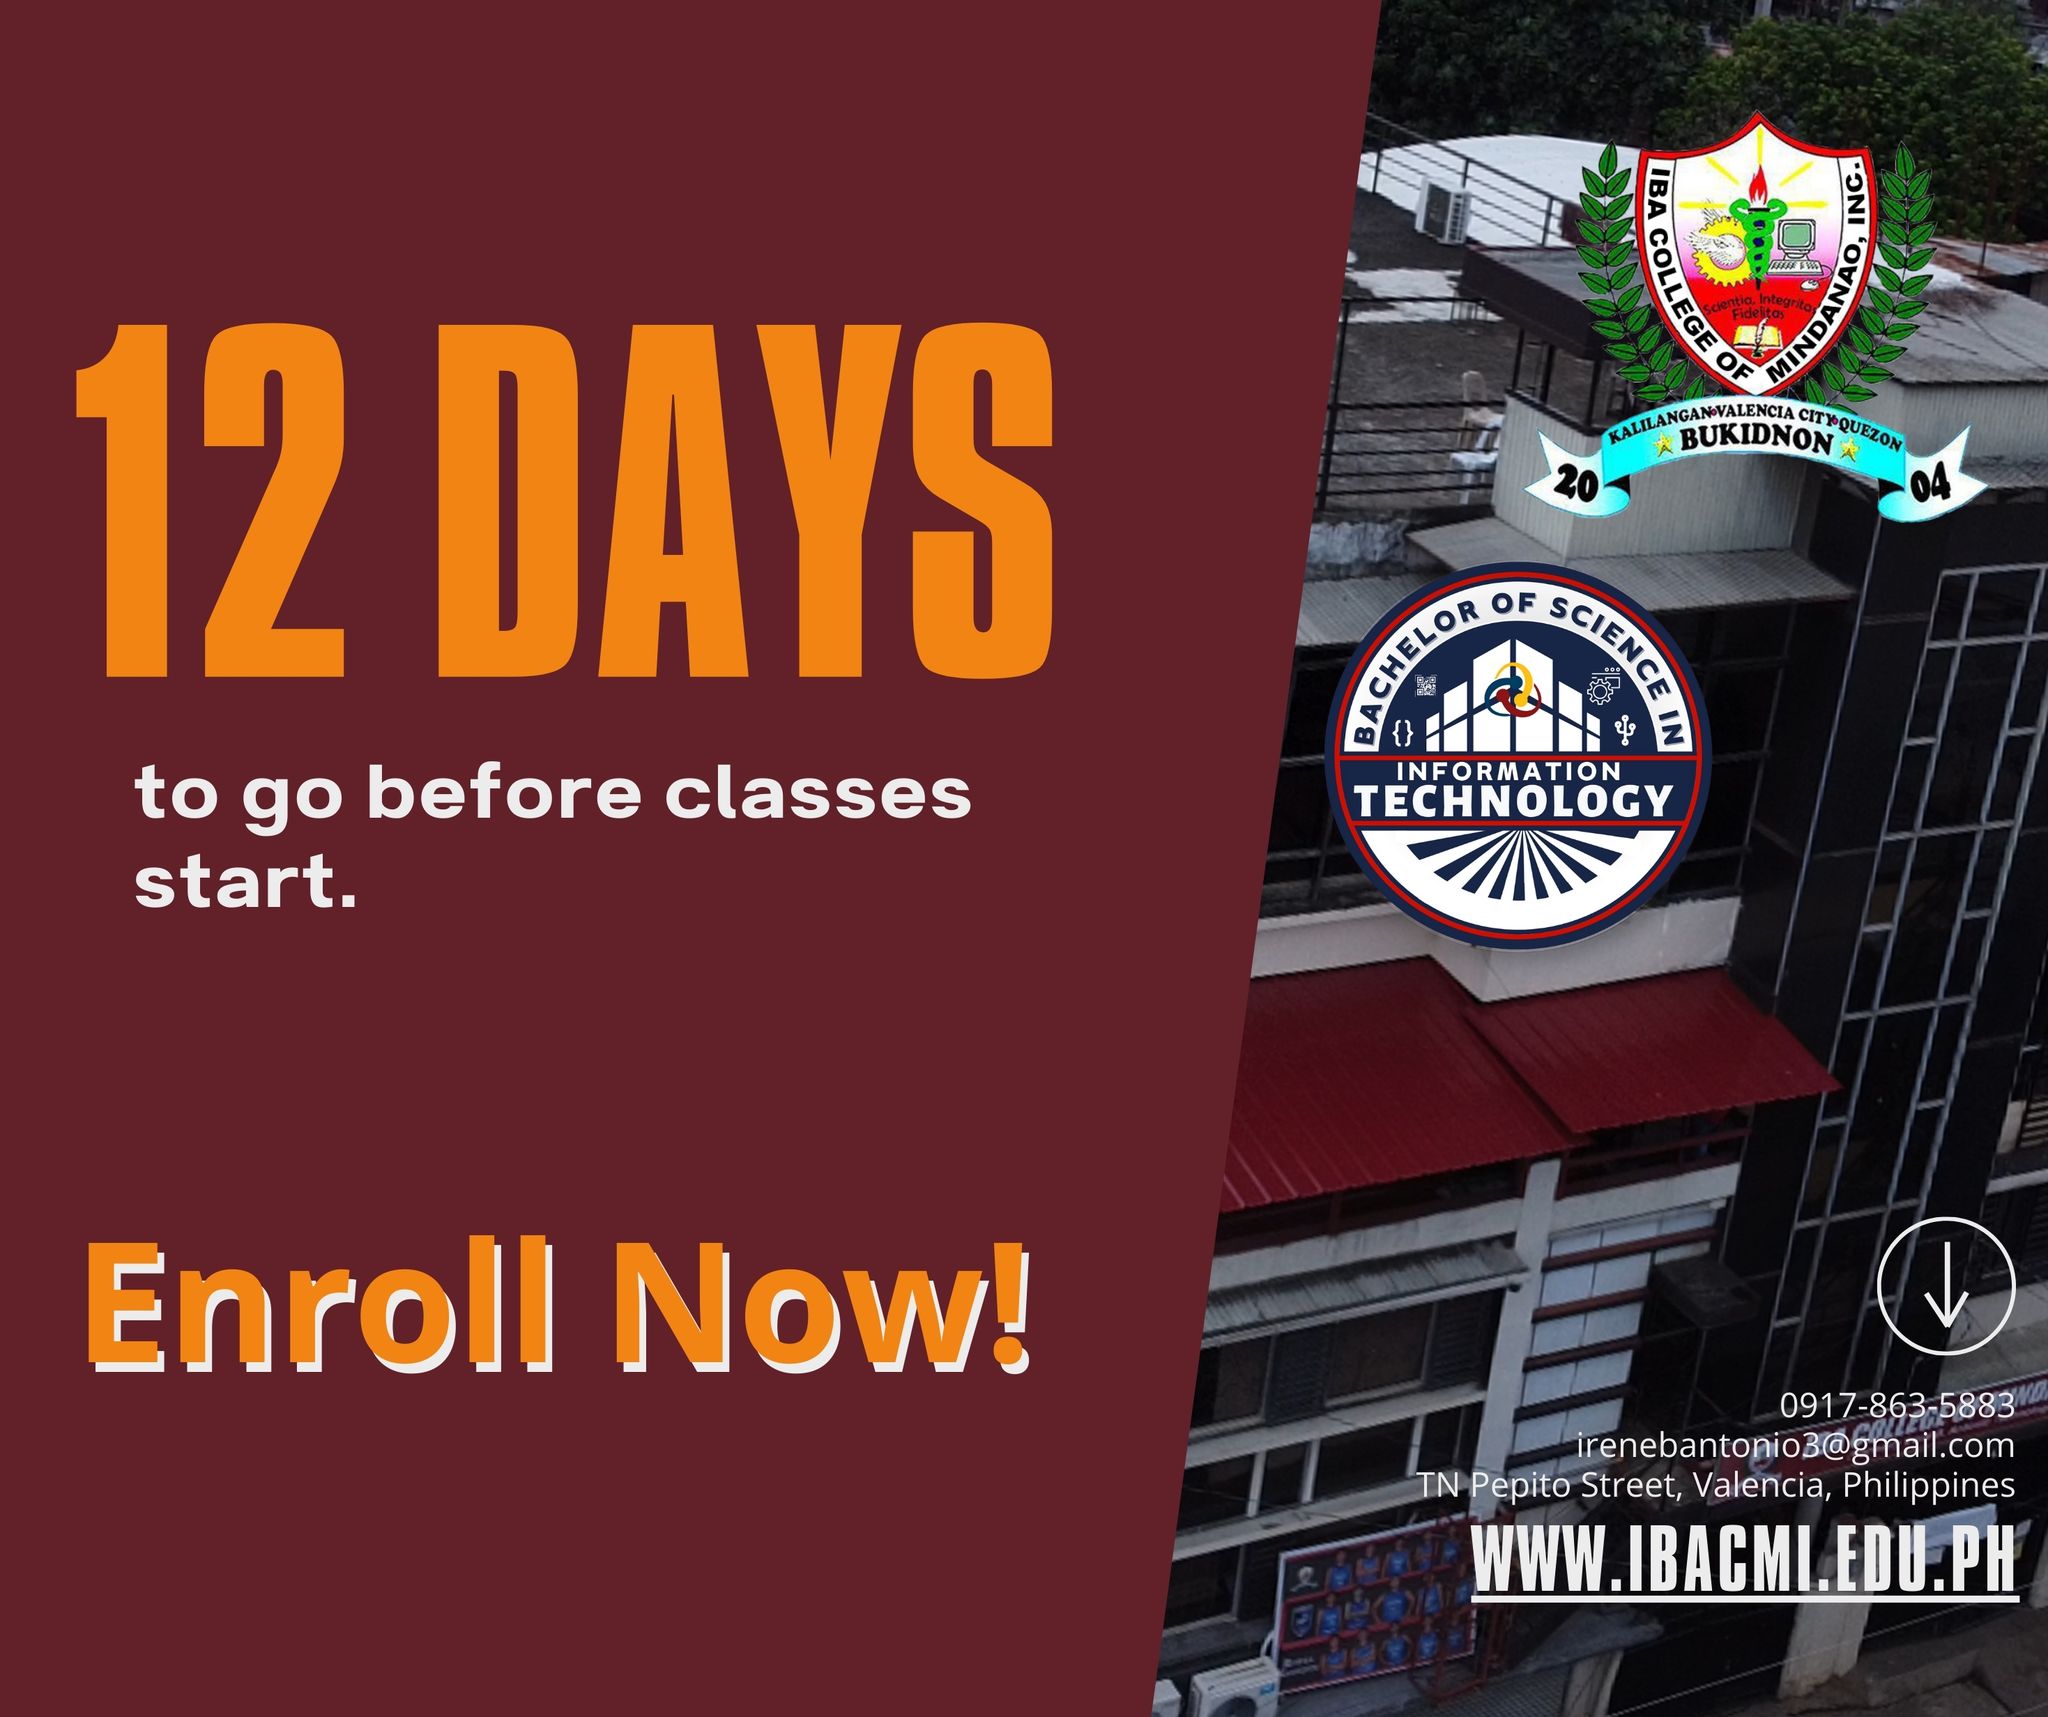 12 DAYS
to go before classes
start.
Enroll Now!
IBA COLLEGE OF MINDANAO, INC.
Scientia, Integritas
Fidelitas
KALILANGAN•VALENCIA CITY•QUEZON
BUKIDNON
20 04
BACHELOR OF SCIENCE IN
INFORMATION
TECHNOLOGY
0917-863-5883
irenebantonio3@gmail.com
TN Pepito Street, Valencia, Philippines
WWW.IBACMI.EDU.PH